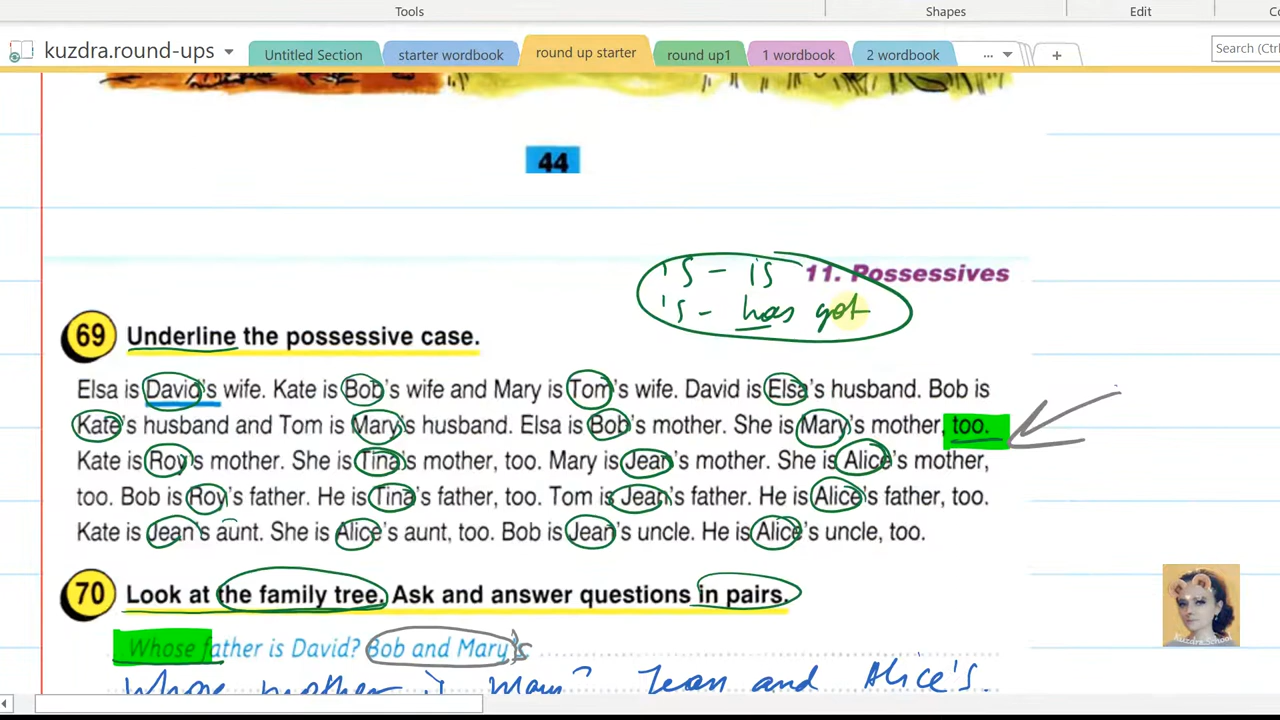 Tools Shapes Edit
kuzdra.round-ups Untitled Section starter wordbook round up starter round up1 1 wordbook 2 wordbook ... + Search (Ctr
44
's - is
11. Possessives
's - has got
69 Underline the possessive case.
Elsa is David's wife. Kate is Bob's wife and Mary is Tom's wife. David is Elsa's husband. Bob is
Kate's husband and Tom is Mary's husband. Elsa is Bob's mother. She is Mary's mother, too.
Kate is Roy's mother. She is Tina's mother, too. Mary is Jean's mother. She is Alice's mother,
too. Bob is Roy's father. He is Tina's father, too. Tom is Jean's father. He is Alice's father, too.
Kate is Jean's aunt. She is Alice's aunt, too. Bob is Jean's uncle. He is Alice's uncle, too.
Kuzdra School
70 Look at the family tree. Ask and answer questions in pairs.
Whose father is David? Bob and Mary's
Whose mother is Mary? Jean and Alice's.